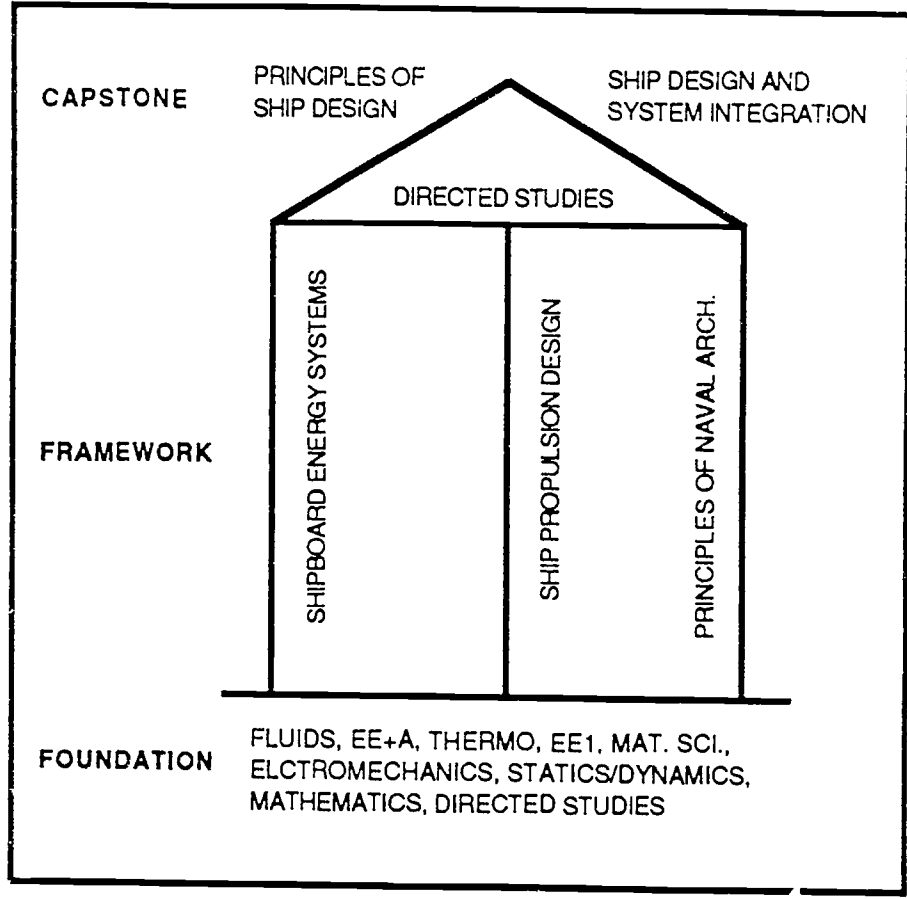 CAPSTONE
PRINCIPLES OF
SHIP DESIGN
SHIP DESIGN AND
SYSTEM INTEGRATION
DIRECTED STUDIES
FRAMEWORK
SHIPBOARD ENERGY SYSTEMS
SHIP PROPULSION DESIGN
PRINCIPLES OF NAVAL ARCH.
FOUNDATION
FLUIDS, EE+A, THERMO, EE1, MAT. SCI.,
ELCTROMECHANICS, STATICS/DYNAMICS,
MATHEMATICS, DIRECTED STUDIES